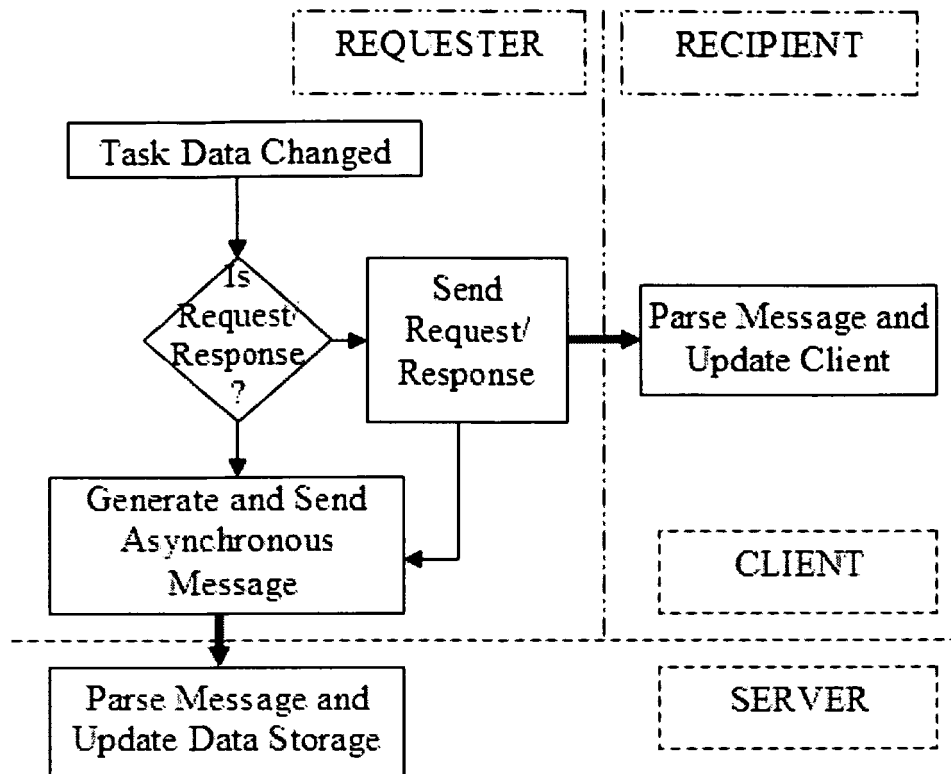 REQUESTER
RECIPIENT
Task Data Changed
Is
Request/
Response
?
Send
Request/
Response
Parse Message and
Update Client
Generate and Send
Asynchronous
Message
CLIENT
Parse Message and
Update Data Storage
SERVER